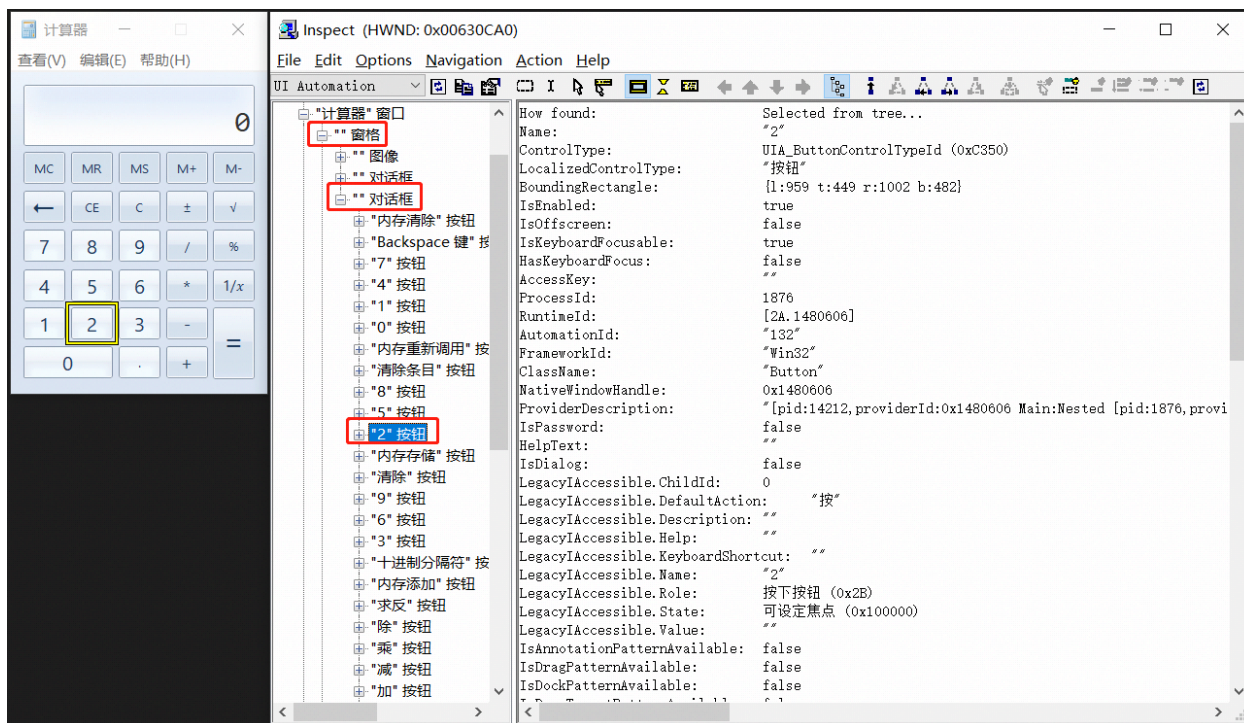 计算器
查看(V) 编辑(E) 帮助(H)
0
MC MR MS M+ M-
← CE C ± √
7 8 9 / %
4 5 6 * 1/x
1 2 3 - =
0 . +
Inspect (HWND: 0x00630CA0)
File Edit Options Navigation Action Help
UI Automation
"计算器" 窗口
"" 窗格
"" 图像
"" 对话框
"" 对话框
"内存清除" 按钮
"Backspace 键" 按
"7" 按钮
"4" 按钮
"1" 按钮
"0" 按钮
"内存重新调用" 按
"清除条目" 按钮
"8" 按钮
"5" 按钮
"2" 按钮
"内存存储" 按钮
"清除" 按钮
"9" 按钮
"6" 按钮
"3" 按钮
"十进制分隔符" 按
"内存添加" 按钮
"求反" 按钮
"除" 按钮
"乘" 按钮
"减" 按钮
"加" 按钮
How found: Selected from tree...
Name: "2"
ControlType: UIA_ButtonControlTypeId (0xC350)
LocalizedControlType: "按钮"
BoundingRectangle: {l:959 t:449 r:1002 b:482}
IsEnabled: true
IsOffscreen: false
IsKeyboardFocusable: true
HasKeyboardFocus: false
AccessKey: ""
ProcessId: 1876
RuntimeId: [2A.1480606]
AutomationId: "132"
FrameworkId: "Win32"
ClassName: "Button"
NativeWindowHandle: 0x1480606
ProviderDescription: "[pid:14212,providerId:0x1480606 Main:Nested [pid:1876,provi
IsPassword: false
HelpText: ""
IsDialog: false
LegacyIAccessible.ChildId: 0
LegacyIAccessible.DefaultAction: "按"
LegacyIAccessible.Description: ""
LegacyIAccessible.Help: ""
LegacyIAccessible.KeyboardShortcut: ""
LegacyIAccessible.Name: "2"
LegacyIAccessible.Role: 按下按钮 (0x2B)
LegacyIAccessible.State: 可设定焦点 (0x100000)
LegacyIAccessible.Value: ""
IsAnnotationPatternAvailable: false
IsDragPatternAvailable: false
IsDockPatternAvailable: false